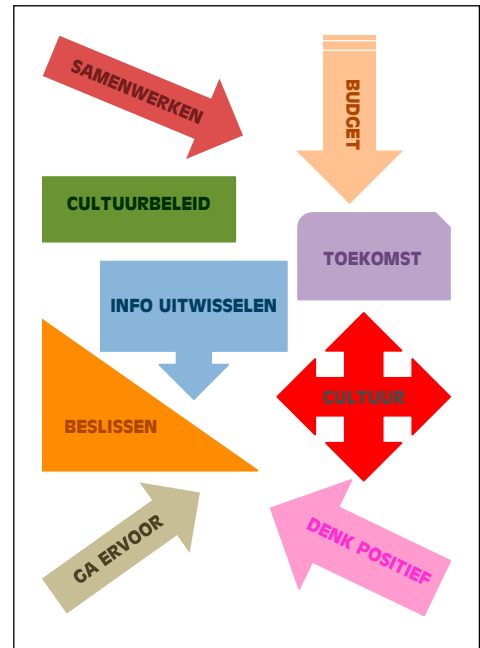 SAMENWERKEN
BUDGET
CULTUURBELEID
TOEKOMST
INFO UITWISSELEN
CULTUUR
BESLISSEN
GA ERVOOR
DENK POSITIEF